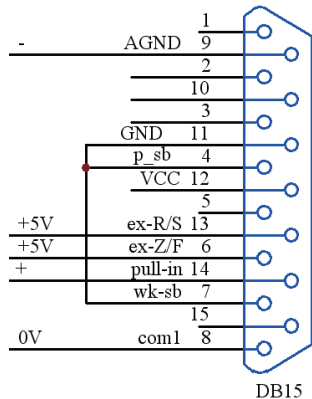 1
- AGND 9
2
10
3
GND 11
p_sb 4
VCC 12
5
+5V ex-R/S 13
+5V ex-Z/F 6
+ pull-in 14
wk-sb 7
15
0V com1 8
DB15